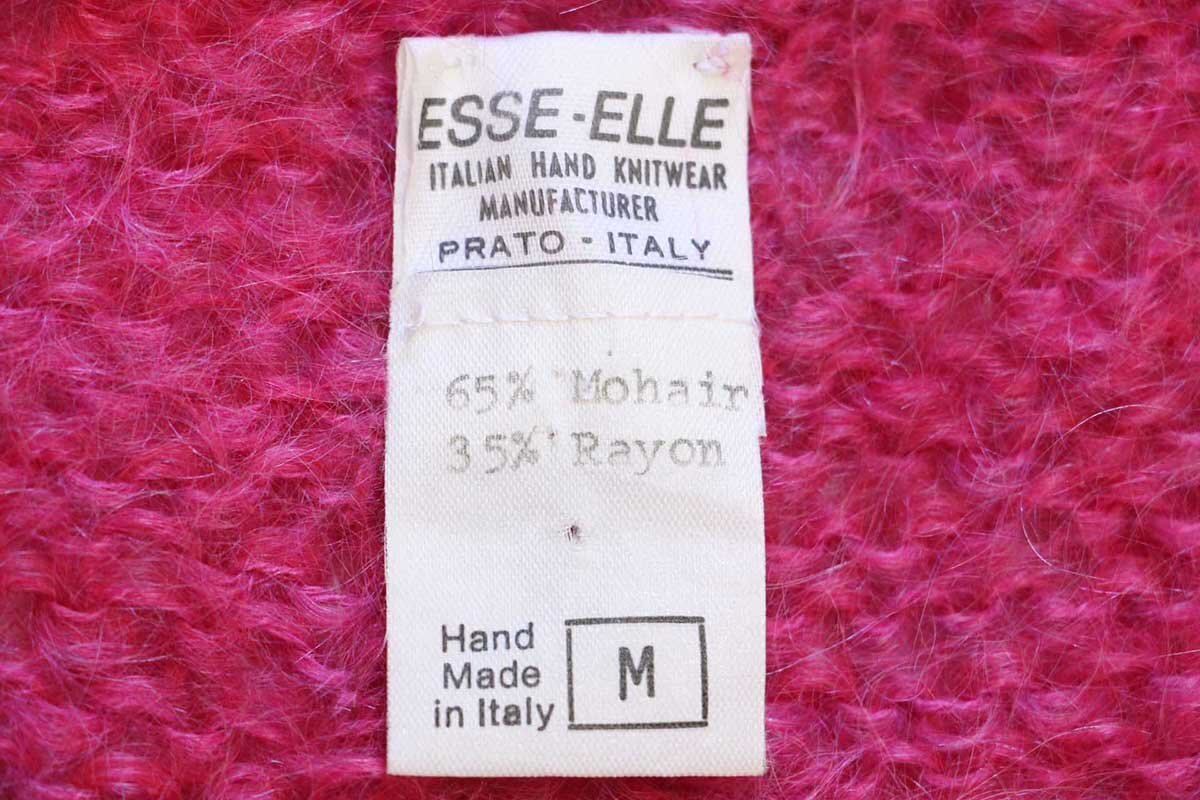 ESSE-ELLE
ITALIAN HAND KNITWEAR
MANUFACTURER
PRATO - ITALY
65% Mohair
35% Rayon
Hand
Made
in Italy
M